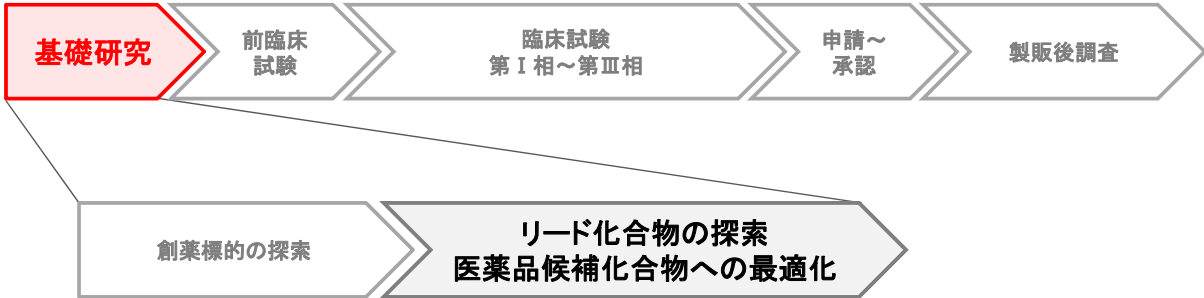 基礎研究
前臨床
試験
臨床試験
第Ⅰ相～第Ⅲ相
申請～
承認
製販後調査
創薬標的の探索
リード化合物の探索
医薬品候補化合物への最適化